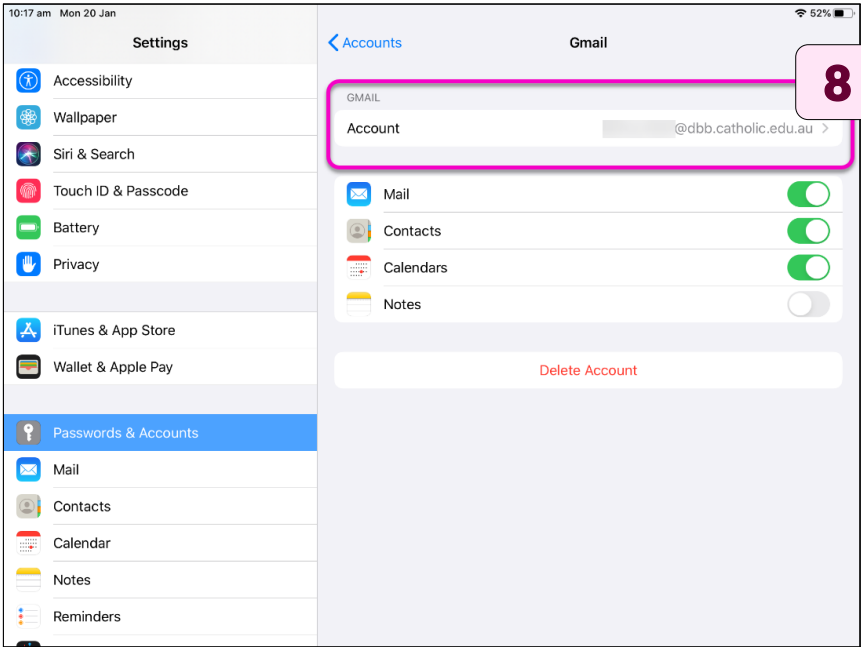 10:17 am Mon 20 Jan
52%
Settings
Accessibility
Wallpaper
Siri & Search
Touch ID & Passcode
Battery
Privacy
iTunes & App Store
Wallet & Apple Pay
Passwords & Accounts
Mail
Contacts
Calendar
Notes
Reminders
Accounts
Gmail
8
GMAIL
Account @dbb.catholic.edu.au
Mail
Contacts
Calendars
Notes
Delete Account